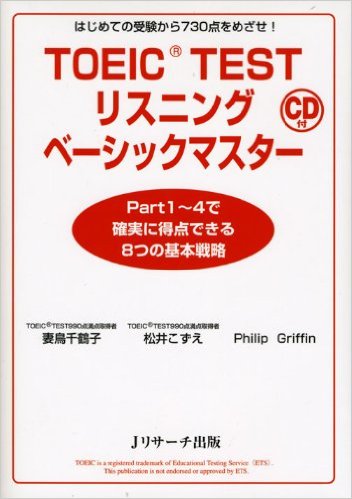 はじめての受験から730点をめざせ！
TOEIC® TEST
リスニング
CD付
ベーシックマスター
Part1〜4で
確実に得点できる
8つの基本戦略
TOEIC®TEST990点満点取得者
妻鳥千鶴子
TOEIC®TEST990点満点取得者
松井こずえ
Philip Griffin
Jリサーチ出版
TOEIC is a registered trademark of Educational Testing Service（ETS）.
This publication is not endorsed or approved by ETS.